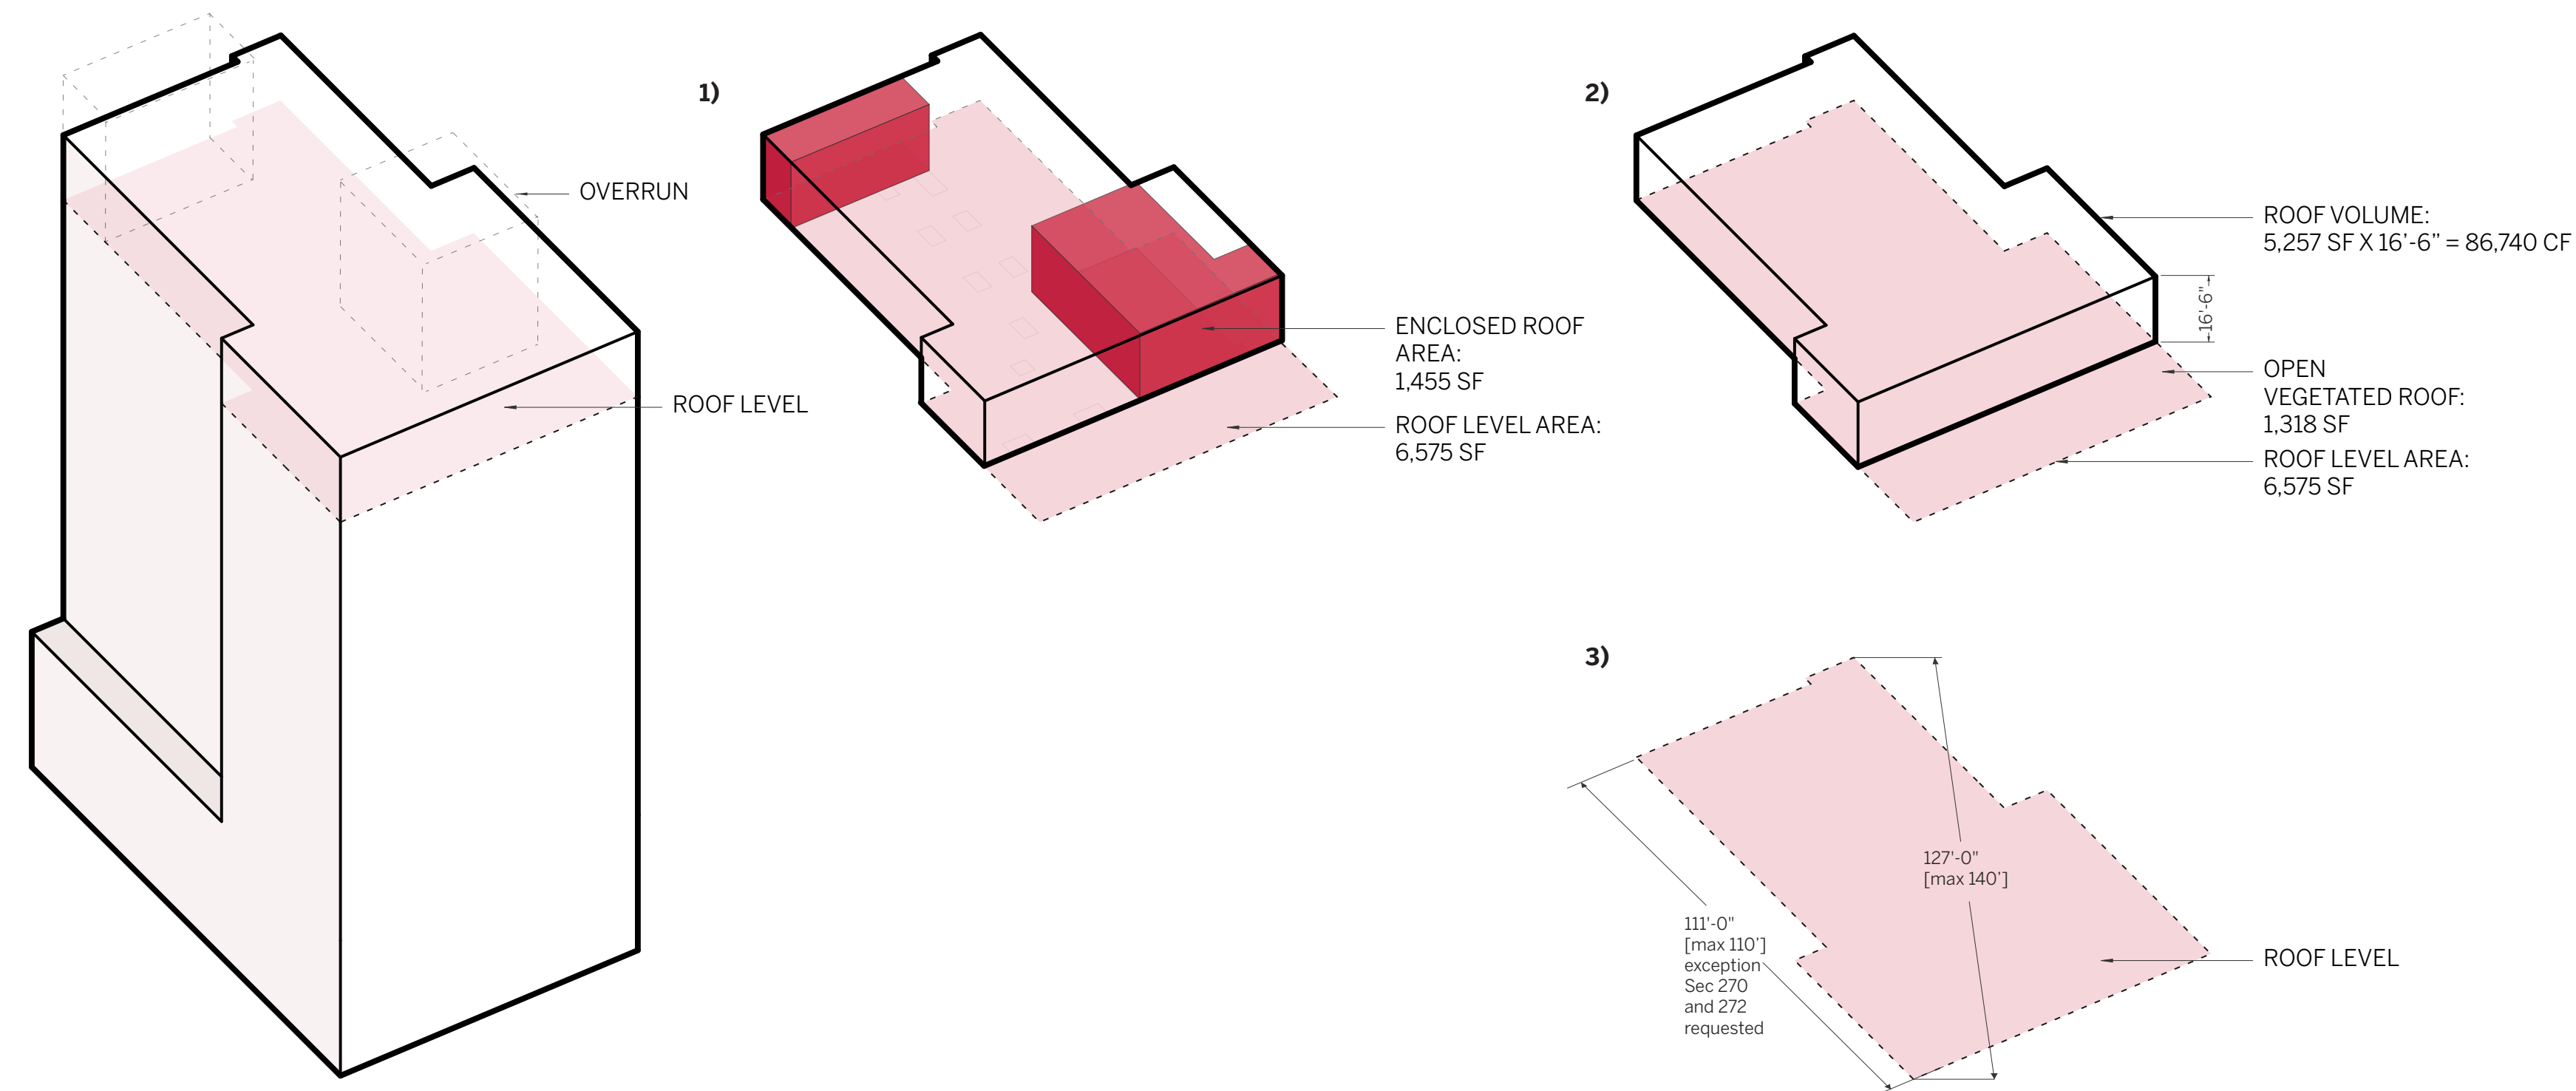 OVERRUN
ROOF LEVEL
1)
ENCLOSED ROOF
AREA:
1,455 SF
ROOF LEVEL AREA:
6,575 SF
2)
ROOF VOLUME:
5,257 SF X 16’-6” = 86,740 CF
16'-6"
OPEN
VEGETATED ROOF:
1,318 SF
ROOF LEVEL AREA:
6,575 SF
3)
127'-0"
[max 140’]
111'-0"
[max 110’]
exception
Sec 270
and 272
requested
ROOF LEVEL